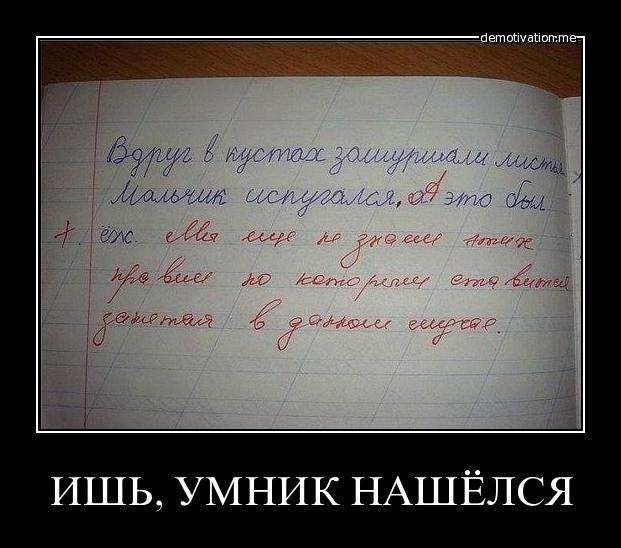 demotivation.me
Вдруг в кустах зашуршали листья
Мальчик испугался, а это был
ёж. Мы еще не знаем этих
правил по которым ставится
запятая в данном случае.
ИШЬ, УМНИК НАШЁЛСЯ